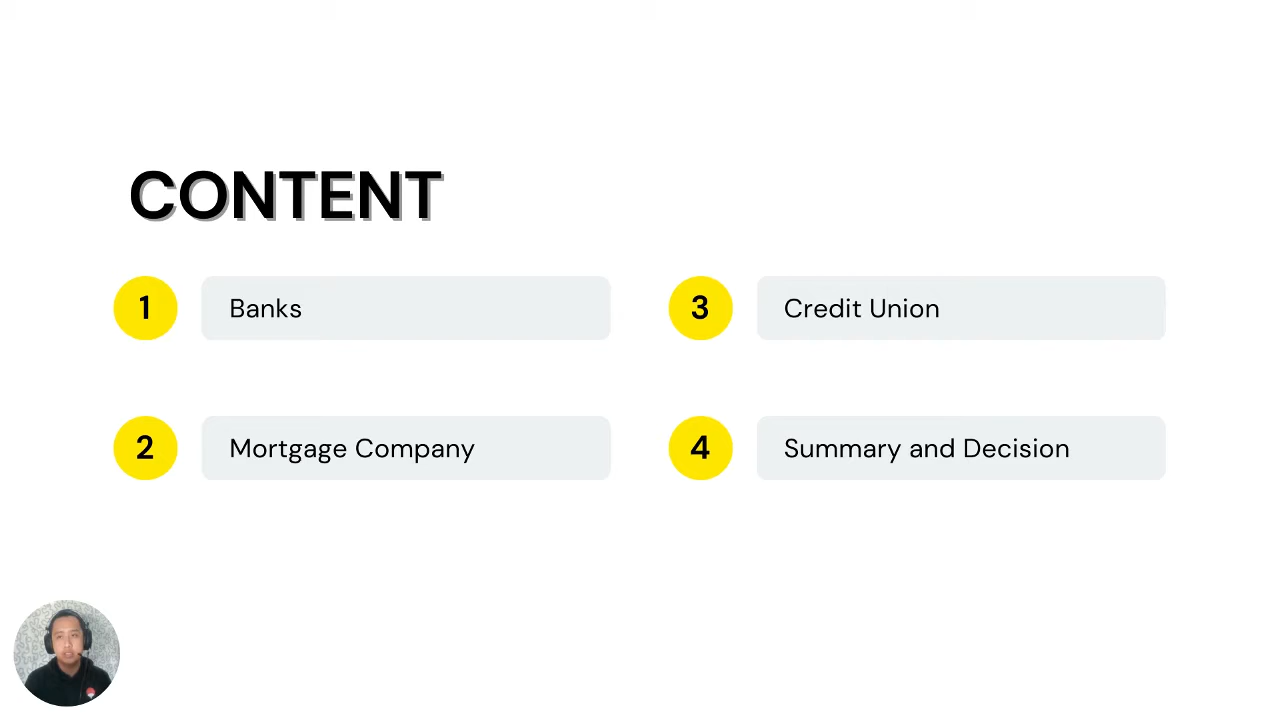 CONTENT
1 Banks
2 Mortgage Company
3 Credit Union
4 Summary and Decision